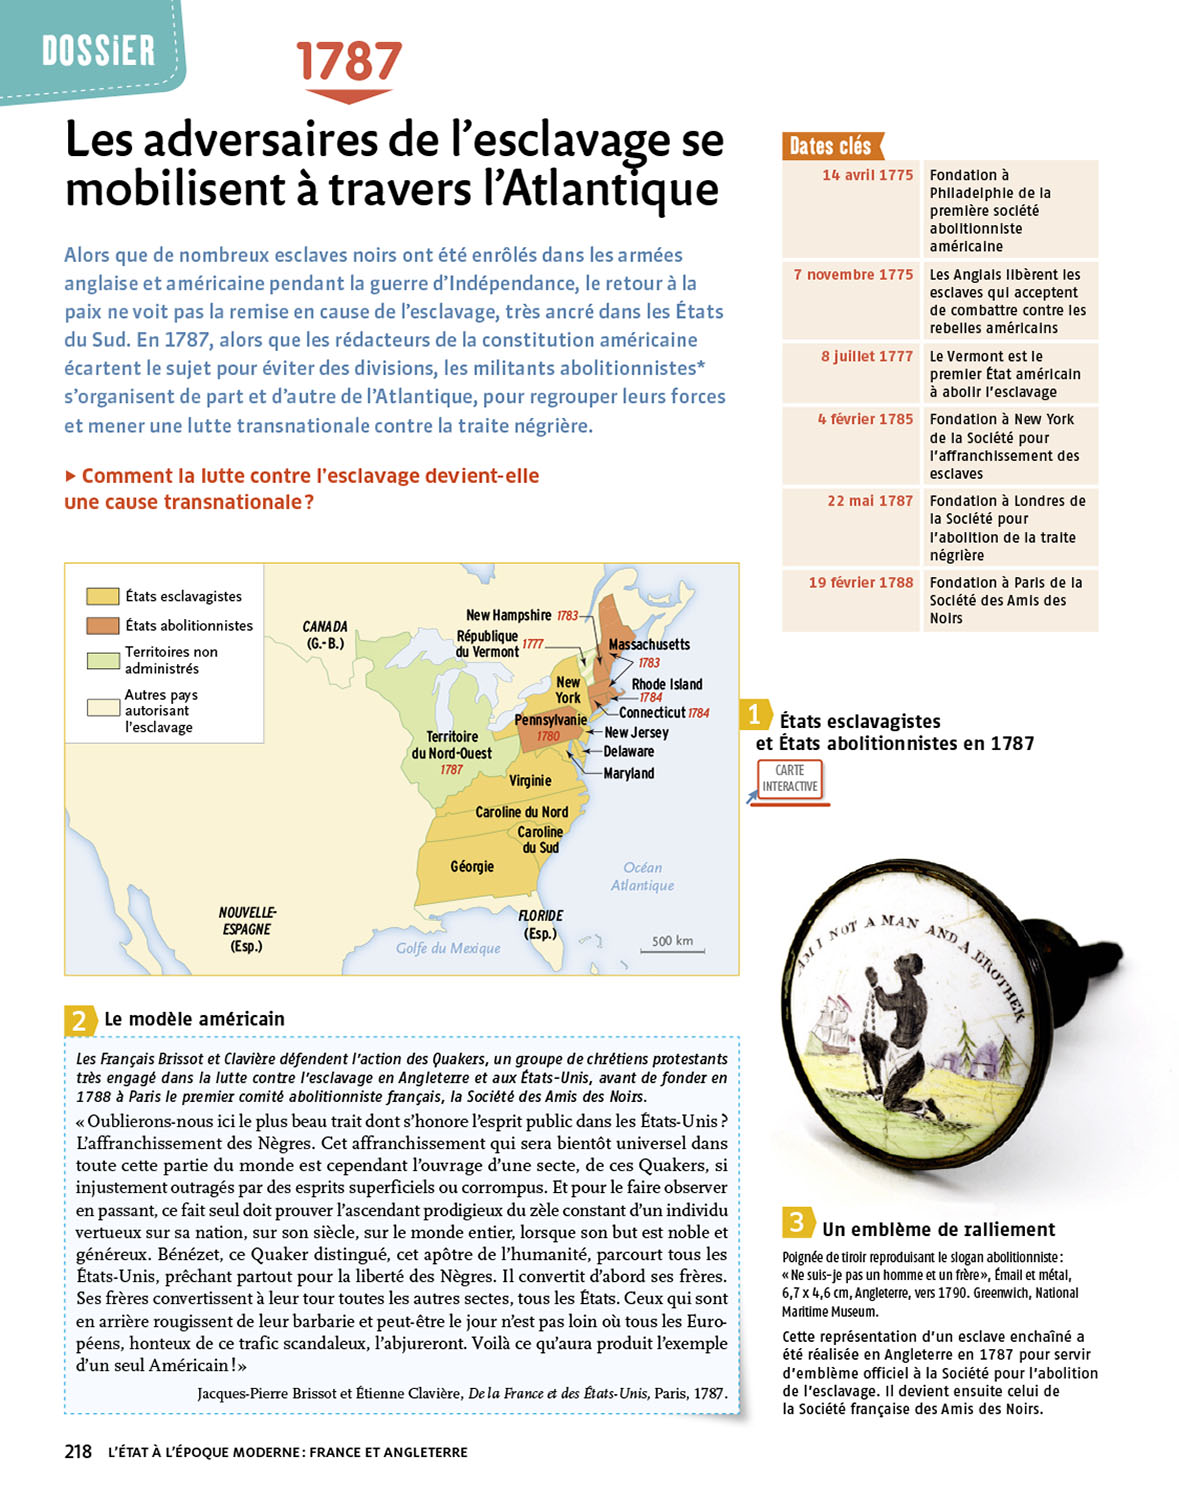 DOSSiER
1787
Les adversaires de l'esclavage se
mobilisent à travers l'Atlantique
Alors que de nombreux esclaves noirs ont été enrôlés dans les armées
anglaise et américaine pendant la guerre d'Indépendance, le retour à la
paix ne voit pas la remise en cause de l'esclavage, très ancré dans les États
du Sud. En 1787, alors que les rédacteurs de la constitution américaine
écartent le sujet pour éviter des divisions, les militants abolitionnistes*
s'organisent de part et d'autre de l'Atlantique, pour regrouper leurs forces
et mener une lutte transnationale contre la traite négrière.
▶ Comment la lutte contre l'esclavage devient-elle
une cause transnationale ?
Dates clés
14 avril 1775
Fondation à
Philadelphie de la
première société
abolitionniste
américaine
7 novembre 1775
Les Anglais libèrent les
esclaves qui acceptent
de combattre contre les
rebelles américains
8 juillet 1777
Le Vermont est le
premier État américain
à abolir l'esclavage
4 février 1785
Fondation à New York
de la Société pour
l'affranchissement des
esclaves
22 mai 1787
Fondation à Londres de
la Société pour
l'abolition de la traite
négrière
19 février 1788
Fondation à Paris de la
Société des Amis des
Noirs
États esclavagistes
États abolitionnistes
Territoires non
administrés
Autres pays
autorisant
l'esclavage
CANADA
(G.-B.)
New Hampshire 1783
République
du Vermont 1777
Massachusetts
1783
New
York
Rhode Island
1784
Connecticut 1784
Pennsylvanie
1780
New Jersey
Delaware
Maryland
Territoire
du Nord-Ouest
1787
Virginie
Caroline du Nord
Caroline
du Sud
Géorgie
Océan
Atlantique
NOUVELLE-
ESPAGNE
(Esp.)
FLORIDE
(Esp.)
Golfe du Mexique
500 km
1 États esclavagistes
et États abolitionnistes en 1787
CARTE
INTERACTIVE
AM I NOT A MAN AND A BROTHER
2 Le modèle américain
Les Français Brissot et Clavière défendent l'action des Quakers, un groupe de chrétiens protestants
très engagé dans la lutte contre l'esclavage en Angleterre et aux États-Unis, avant de fonder en
1788 à Paris le premier comité abolitionniste français, la Société des Amis des Noirs.
« Oublierons-nous ici le plus beau trait dont s'honore l'esprit public dans les États-Unis ?
L'affranchissement des Nègres. Cet affranchissement qui sera bientôt universel dans
toute cette partie du monde est cependant l'ouvrage d'une secte, de ces Quakers, si
injustement outragés par des esprits superficiels ou corrompus. Et pour le faire observer
en passant, ce fait seul doit prouver l'ascendant prodigieux du zèle constant d'un individu
vertueux sur sa nation, sur son siècle, sur le monde entier, lorsque son but est noble et
généreux. Bénézet, ce Quaker distingué, cet apôtre de l'humanité, parcourt tous les
États-Unis, prêchant partout pour la liberté des Nègres. Il convertit d'abord ses frères.
Ses frères convertissent à leur tour toutes les autres sectes, tous les États. Ceux qui sont
en arrière rougissent de leur barbarie et peut-être le jour n'est pas loin où tous les Euro-
péens, honteux de ce trafic scandaleux, l'abjureront. Voilà ce qu'aura produit l'exemple
d'un seul Américain ! »
Jacques-Pierre Brissot et Étienne Clavière, De la France et des États-Unis, Paris, 1787.
3 Un emblème de ralliement
Poignée de tiroir reproduisant le slogan abolitionniste :
« Ne suis-je pas un homme et un frère », Émail et métal,
6,7 x 4,6 cm, Angleterre, vers 1790. Greenwich, National
Maritime Museum.
Cette représentation d'un esclave enchaîné a
été réalisée en Angleterre en 1787 pour servir
d'emblème officiel à la Société pour l'abolition
de l'esclavage. Il devient ensuite celui de
la Société française des Amis des Noirs.
218 L'ÉTAT À L'ÉPOQUE MODERNE : FRANCE ET ANGLETERRE